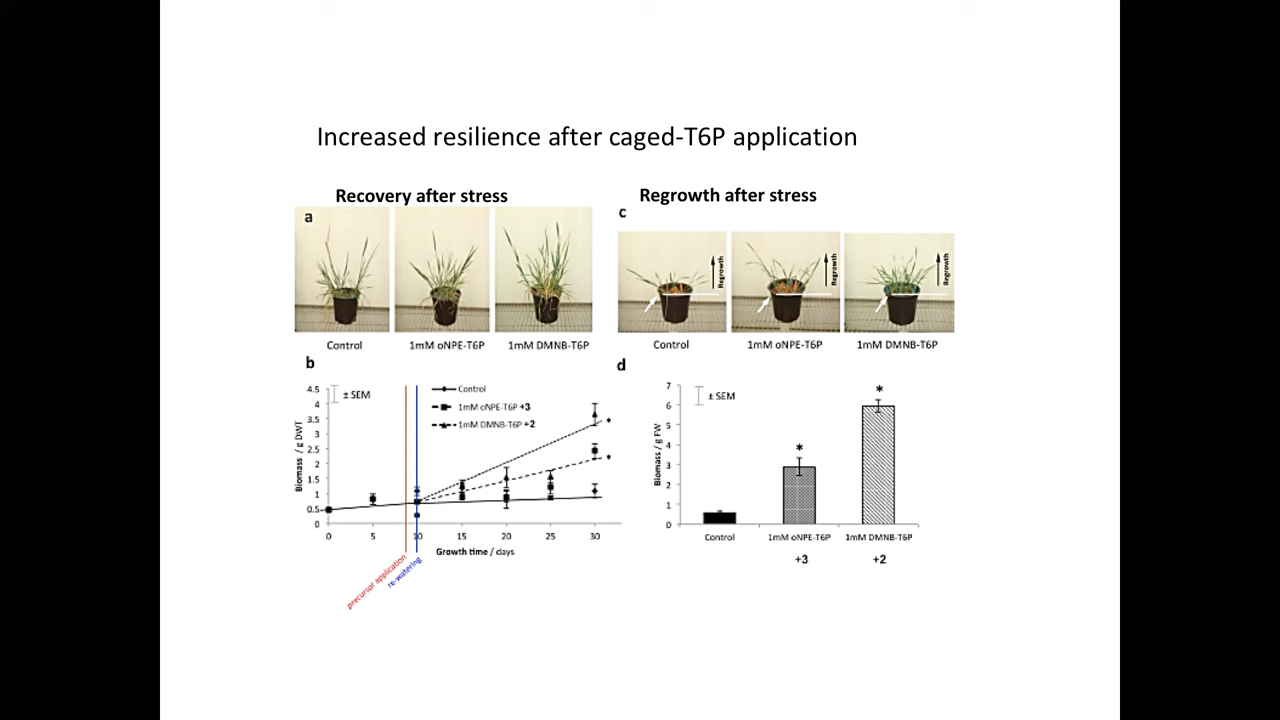 Increased resilience after caged-T6P application
Recovery after stress
a
Control
1mM oNPE-T6P
1mM DMNB-T6P
b
± SEM
Control
1mM oNPE-T6P +3
1mM DMNB-T6P +2
Biomass / g DWT
4.5
4
3.5
3
2.5
2
1.5
1
0.5
0
0 5 10 15 20 25 30
Growth time / days
precursor application
re-watering
Regrowth after stress
c
Regrowth
Regrowth
Regrowth
Control
1mM oNPE-T6P
1mM DMNB-T6P
d
± SEM
Biomass / g FW
7
6
5
4
3
2
1
0
*
*
Control
1mM oNPE-T6P
1mM DMNB-T6P
+3
+2